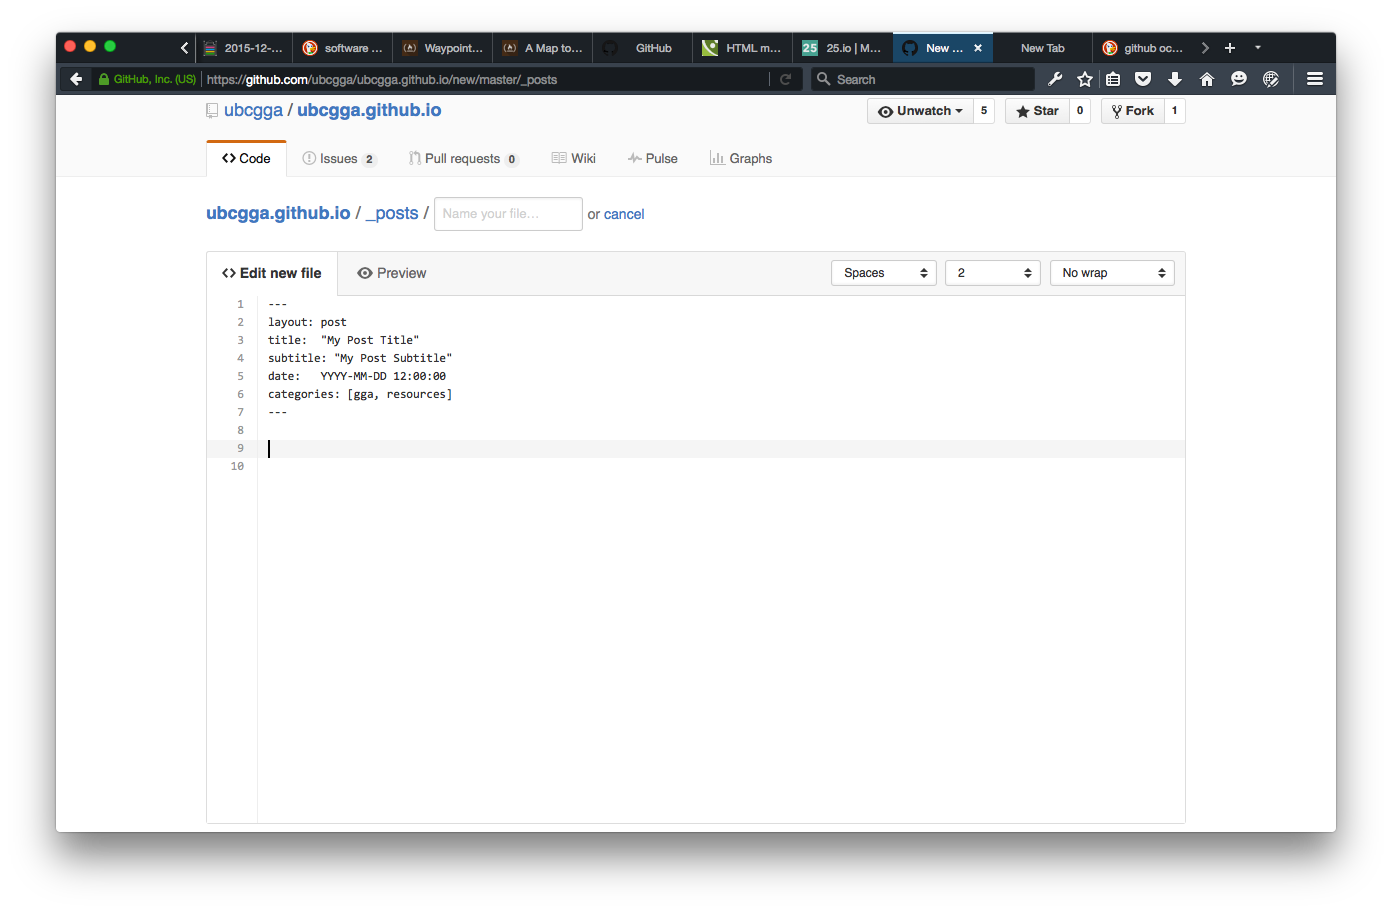 2015-12-... software ... Waypoint... A Map to... GitHub HTML m... 25 25.io | M... New ... × New Tab github oc...
GitHub, Inc. (US) https://github.com/ubcgga/ubcgga.github.io/new/master/_posts Search
ubcgga / ubcgga.github.io Unwatch 5 Star 0 Fork 1
<> Code Issues 2 Pull requests 0 Wiki Pulse Graphs
ubcgga.github.io / _posts / Name your file... or cancel
<> Edit new file Preview Spaces 2 No wrap
1 ---
2 layout: post
3 title:  "My Post Title"
4 subtitle: "My Post Subtitle"
5 date:   YYYY-MM-DD 12:00:00
6 categories: [gga, resources]
7 ---
8
9
10